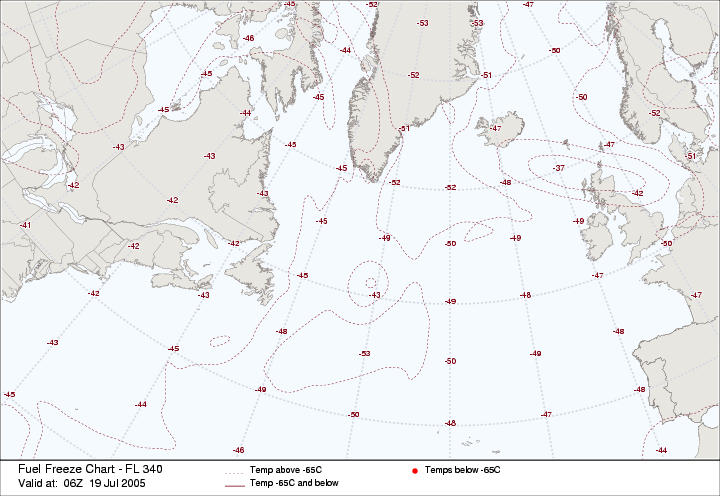 -45 -52 -47
-53 -53
-46 -44 -50
-45 -52 -51
-45 -45 -50
-44 -52
-51 -47
-43 -45 -47
-43 -51
-45 -37
-42 -52 -48
-43 -52 -42
-42
-41 -45 -49
-42 -42 -49 -50 -49 -50
-45 -47
-42 -43 -43 -49 -48 -47
-48 -48
-43 -45 -53 -49
-50
-45 -49 -48
-44 -50 -47
-48
-46 -44
Fuel Freeze Chart - FL 340
Valid at: 06Z 19 Jul 2005
Temp above -65C
Temp -65C and below
Temps below -65C